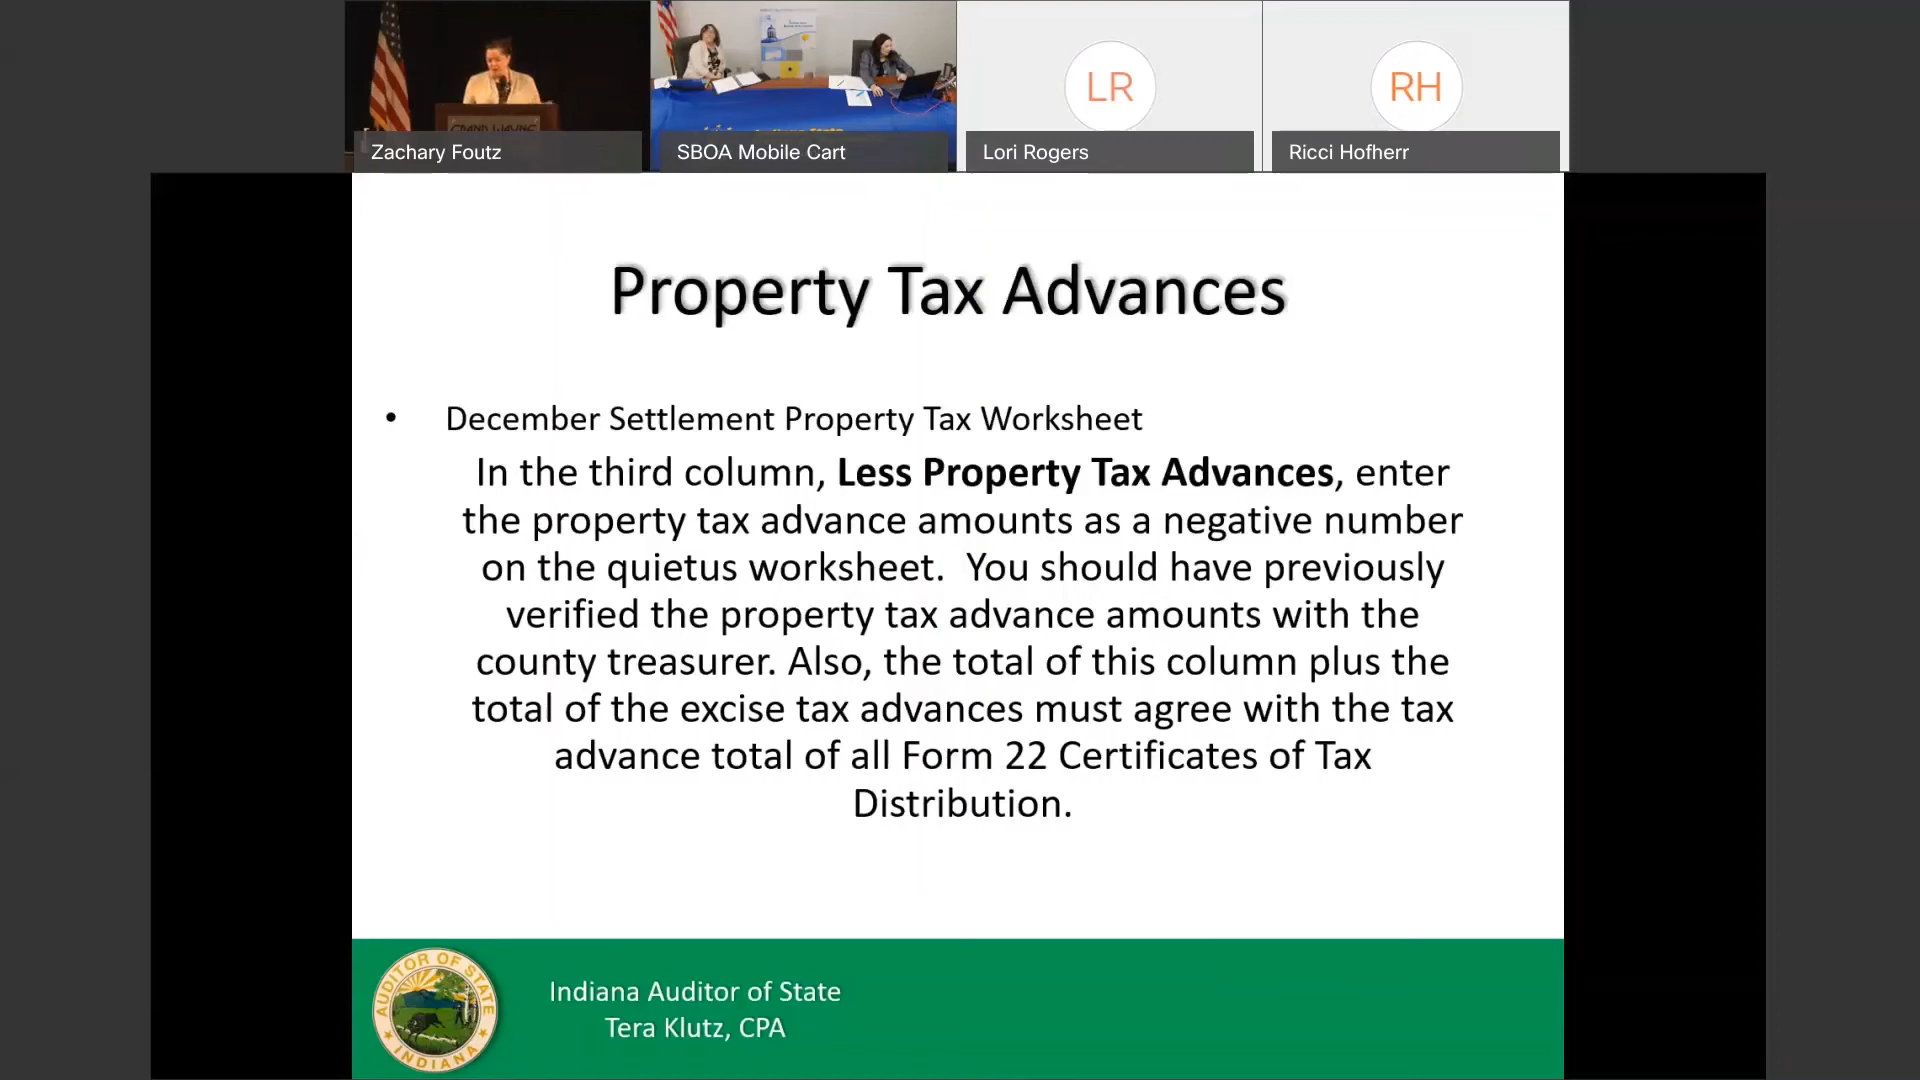 GRAND WAYNE
Zachary Foutz
SBOA Mobile Cart
LR
Lori Rogers
RH
Ricci Hofherr
Property Tax Advances
• December Settlement Property Tax Worksheet
In the third column, Less Property Tax Advances, enter
the property tax advance amounts as a negative number
on the quietus worksheet.  You should have previously
verified the property tax advance amounts with the
county treasurer. Also, the total of this column plus the
total of the excise tax advances must agree with the tax
advance total of all Form 22 Certificates of Tax
Distribution.
AUDITOR OF STATE
INDIANA
Indiana Auditor of State
Tera Klutz, CPA